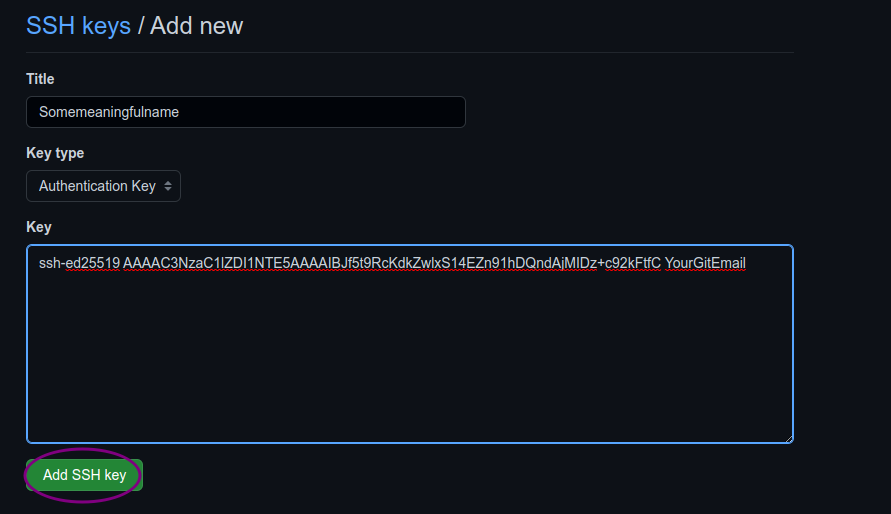 SSH keys / Add new
Title
Somemeaningfulname
Key type
Authentication Key
Key
ssh-ed25519 AAAAC3NzaC1lZDI1NTE5AAAAIBJf5t9RcKdkZwlxS14EZn91hDQndAjMIDz+c92kFtfC YourGitEmail
Add SSH key